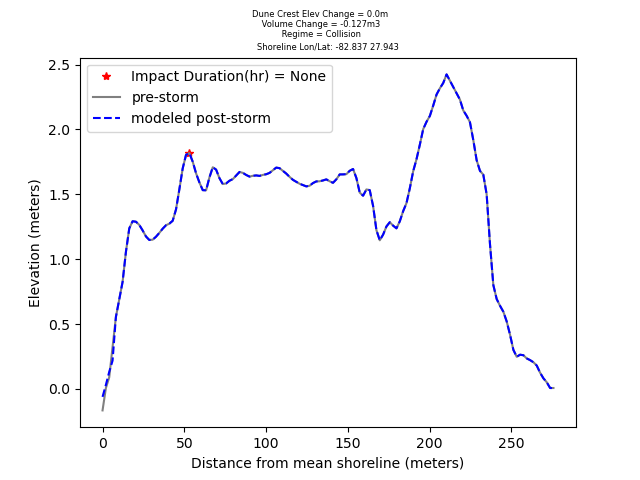 Dune Crest Elev Change = 0.0m
Volume Change = -0.127m3
Regime = Collision
Shoreline Lon/Lat: -82.837 27.943
Impact Duration(hr) = None
pre-storm
modeled post-storm
Elevation (meters)
2.5
2.0
1.5
1.0
0.5
0.0
0 50 100 150 200 250
Distance from mean shoreline (meters)